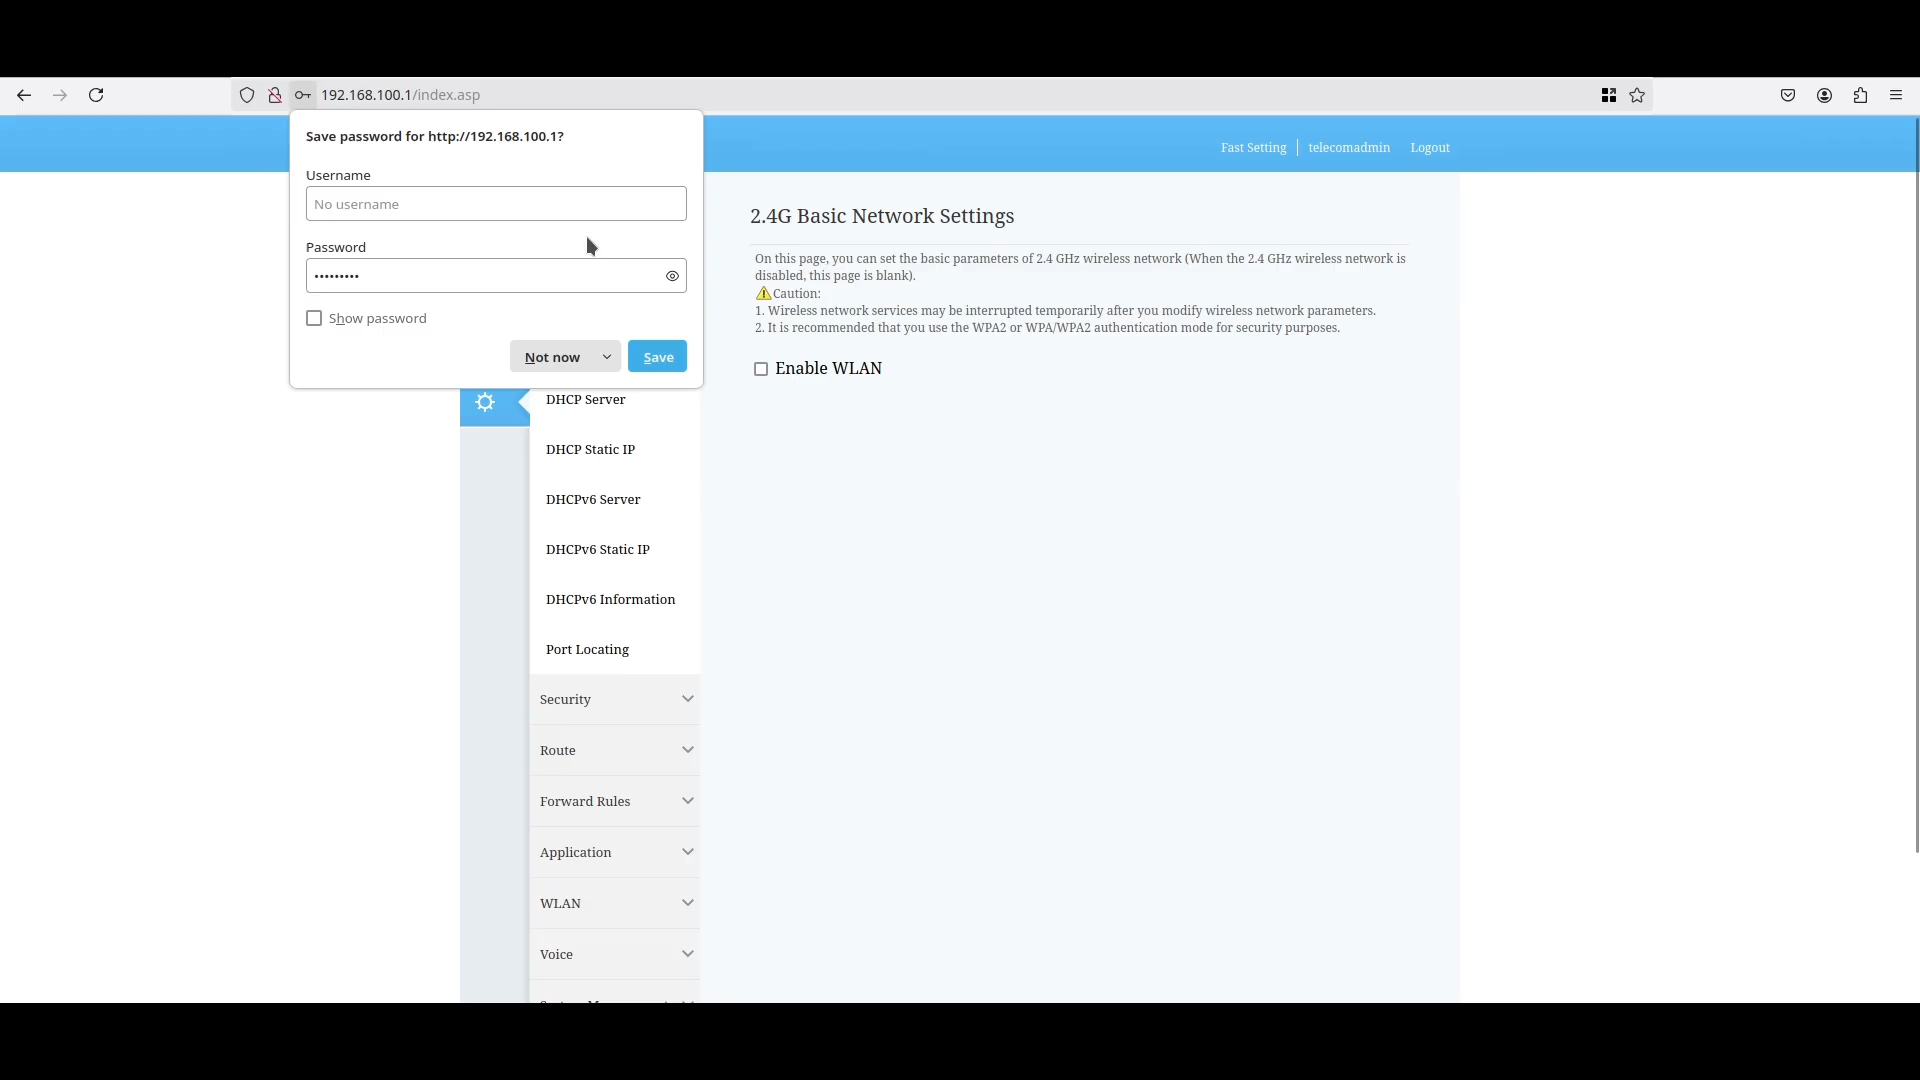 192.168.100.1/index.asp
Save password for http://192.168.100.1?
Username
No username
Password
•••••••••
Show password
Not now
Save
Fast Setting
telecomadmin
Logout
2.4G Basic Network Settings
On this page, you can set the basic parameters of 2.4 GHz wireless network (When the 2.4 GHz wireless network is
disabled, this page is blank).
Caution:
1. Wireless network services may be interrupted temporarily after you modify wireless network parameters.
2. It is recommended that you use the WPA2 or WPA/WPA2 authentication mode for security purposes.
Enable WLAN
DHCP Server
DHCP Static IP
DHCPv6 Server
DHCPv6 Static IP
DHCPv6 Information
Port Locating
Security
Route
Forward Rules
Application
WLAN
Voice